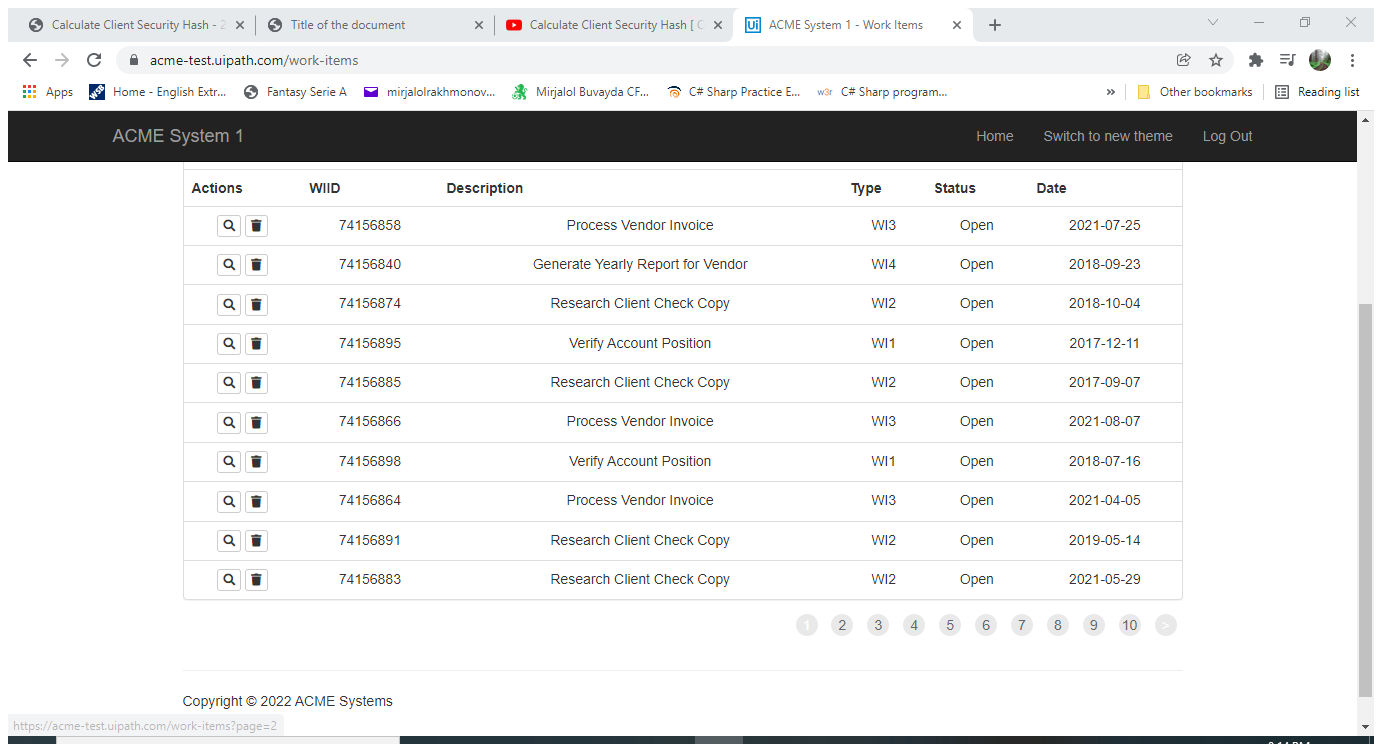 Calculate Client Security Hash - 2
Title of the document
Calculate Client Security Hash [ C
Ui ACME System 1 - Work Items
acme-test.uipath.com/work-items
Apps
WEB Home - English Extr...
Fantasy Serie A
mirjalolrakhmonov...
Mirjalol Buvayda CF...
C# Sharp Practice E...
w3r C# Sharp program...
» Other bookmarks
Reading list
ACME System 1 Home Switch to new theme Log Out
Actions WIID Description Type Status Date
74156858 Process Vendor Invoice WI3 Open 2021-07-25
74156840 Generate Yearly Report for Vendor WI4 Open 2018-09-23
74156874 Research Client Check Copy WI2 Open 2018-10-04
74156895 Verify Account Position WI1 Open 2017-12-11
74156885 Research Client Check Copy WI2 Open 2017-09-07
74156866 Process Vendor Invoice WI3 Open 2021-08-07
74156898 Verify Account Position WI1 Open 2018-07-16
74156864 Process Vendor Invoice WI3 Open 2021-04-05
74156891 Research Client Check Copy WI2 Open 2019-05-14
74156883 Research Client Check Copy WI2 Open 2021-05-29
1 2 3 4 5 6 7 8 9 10 >
Copyright © 2022 ACME Systems
https://acme-test.uipath.com/work-items?page=2